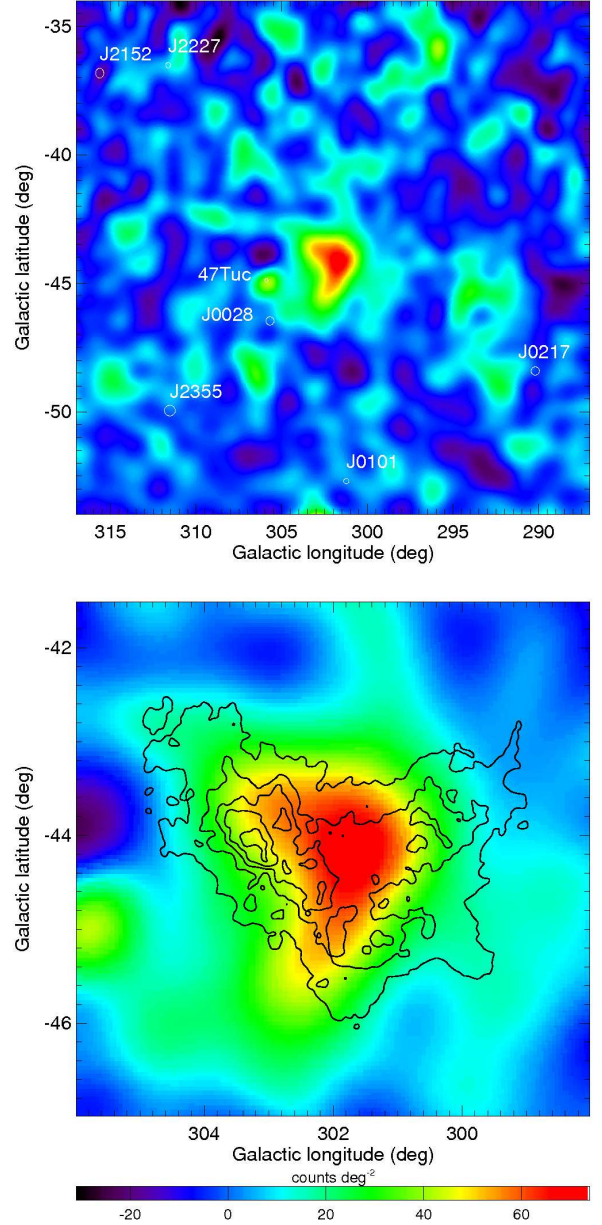 -35
J2227
J2152
-40
Galactic latitude (deg)
-45
47Tuc
J0028
J0217
J2355
-50
J0101
315 310 305 300 295 290
Galactic longitude (deg)
-42
Galactic latitude (deg)
-44
-46
304 302 300
Galactic longitude (deg)
counts deg-2
-20 0 20 40 60